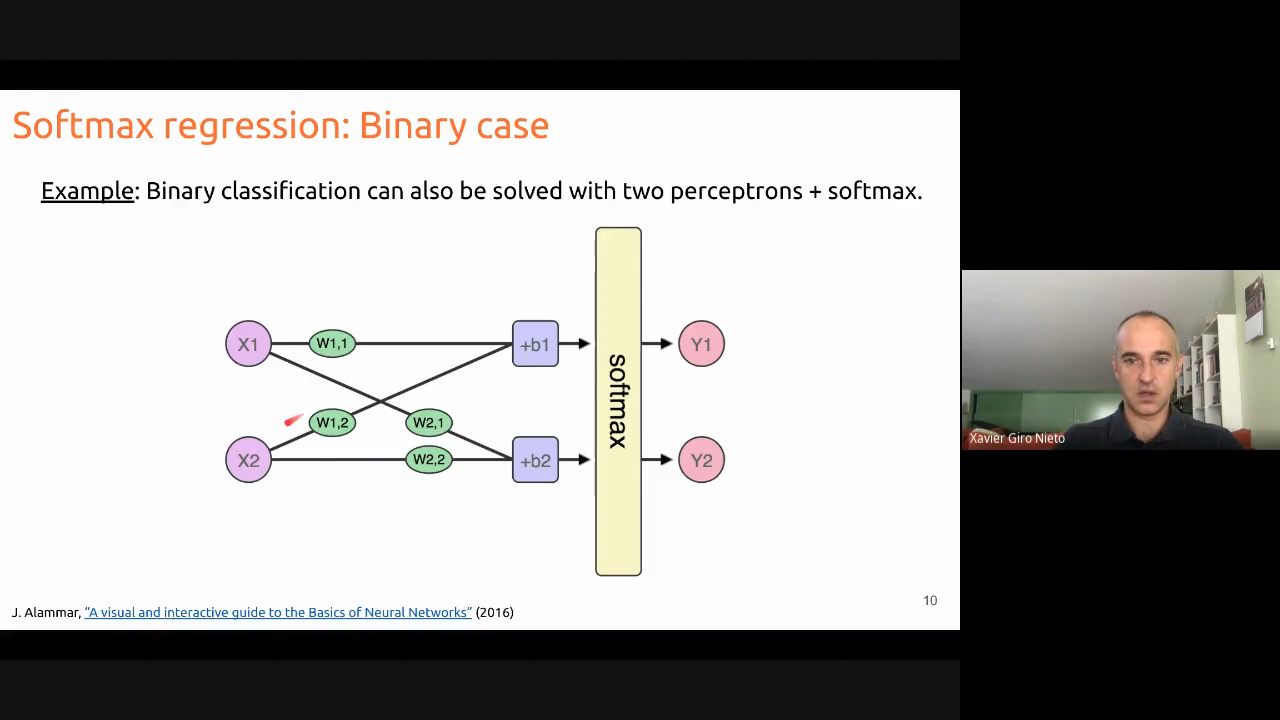 Softmax regression: Binary case
Example: Binary classification can also be solved with two perceptrons + softmax.
X1
W1,1
+b1
Y1
softmax
W1,2
W2,1
X2
W2,2
+b2
Y2
Xavier Giro Nieto
10
J. Alammar, “A visual and interactive guide to the Basics of Neural Networks” (2016)